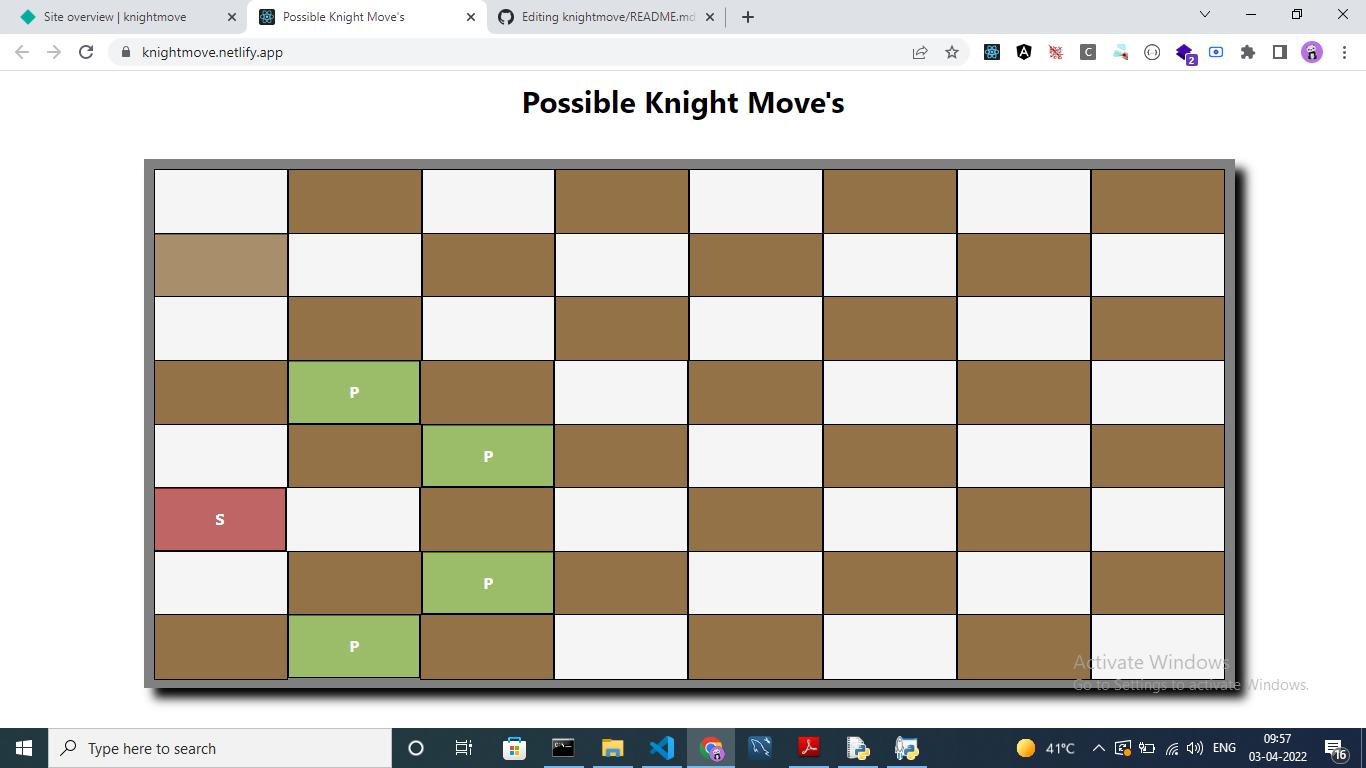 Site overview | knightmove
Possible Knight Move's
Editing knightmove/README.md
knightmove.netlify.app
2
Possible Knight Move's
P
P
S
P
P
Activate Windows
Go to Settings to activate Windows.
Type here to search
41°C
ENG
09:57
03-04-2022
16